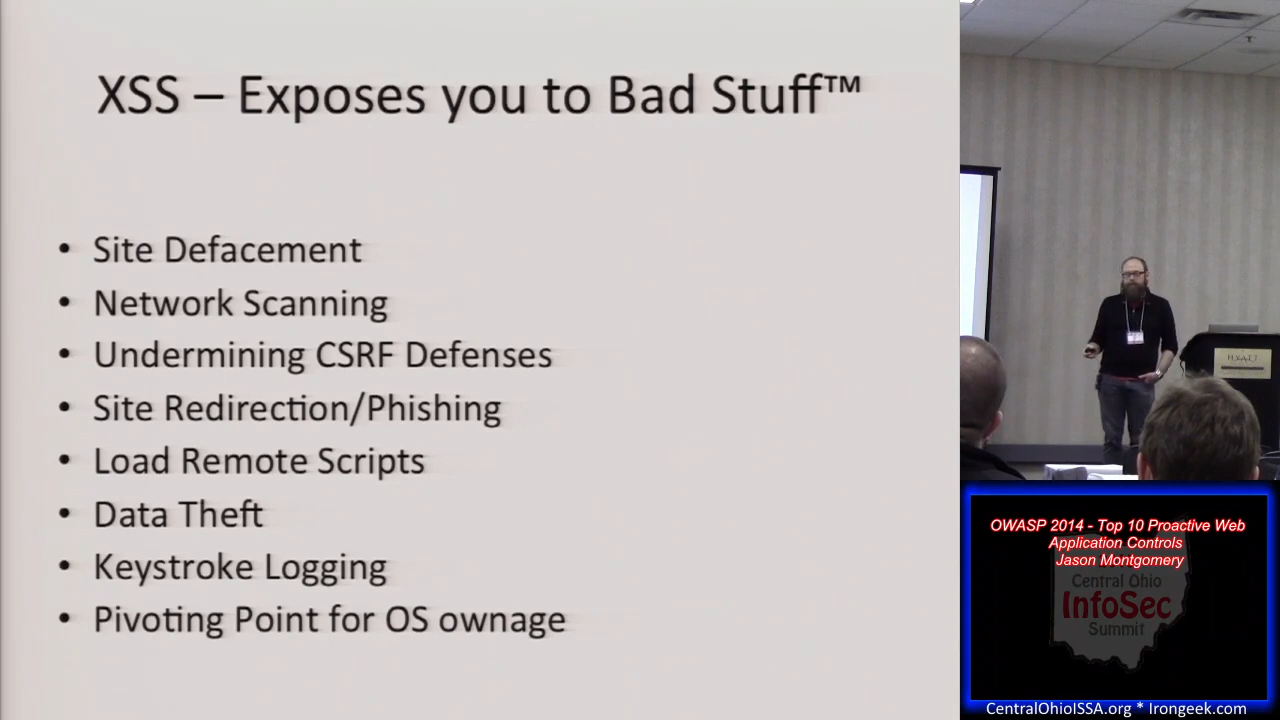 XSS – Exposes you to Bad Stuff™
• Site Defacement
• Network Scanning
• Undermining CSRF Defenses
• Site Redirection/Phishing
• Load Remote Scripts
• Data Theft
• Keystroke Logging
• Pivoting Point for OS ownage
HYATT
OWASP 2014 - Top 10 Proactive Web
Application Controls
Jason Montgomery
Central Ohio
InfoSec
Summit
CentralOhioISSA.org * Irongeek.com